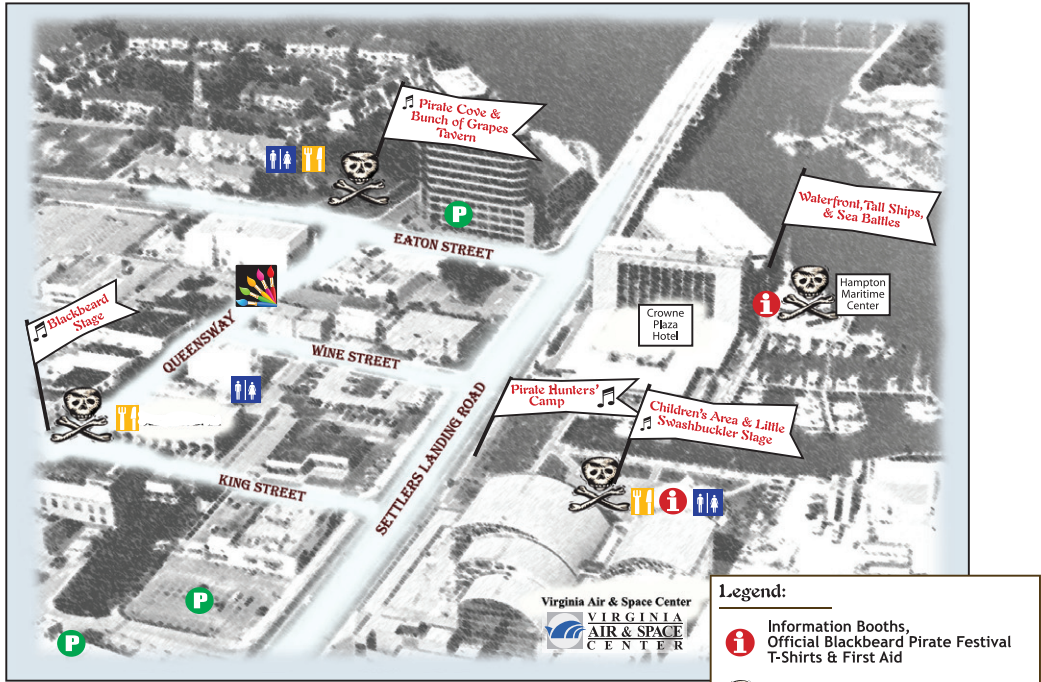 Pirate Cove &
Bunch of Grapes
Tavern
Waterfront, Tall Ships,
& Sea Battles
P
EATON STREET
Blackbeard
Stage
Hampton
Maritime
Center
i
Crowne
Plaza
Hotel
QUEENSWAY
WINE STREET
Pirate Hunters'
Camp
Children's Area & Little
Swashbuckler Stage
SETTLERS LANDING ROAD
KING STREET
i
P
P
Virginia Air & Space Center
VIRGINIA
AIR & SPACE
CENTER
Legend:
i
Information Booths,
Official Blackbeard Pirate Festival
T-Shirts & First Aid